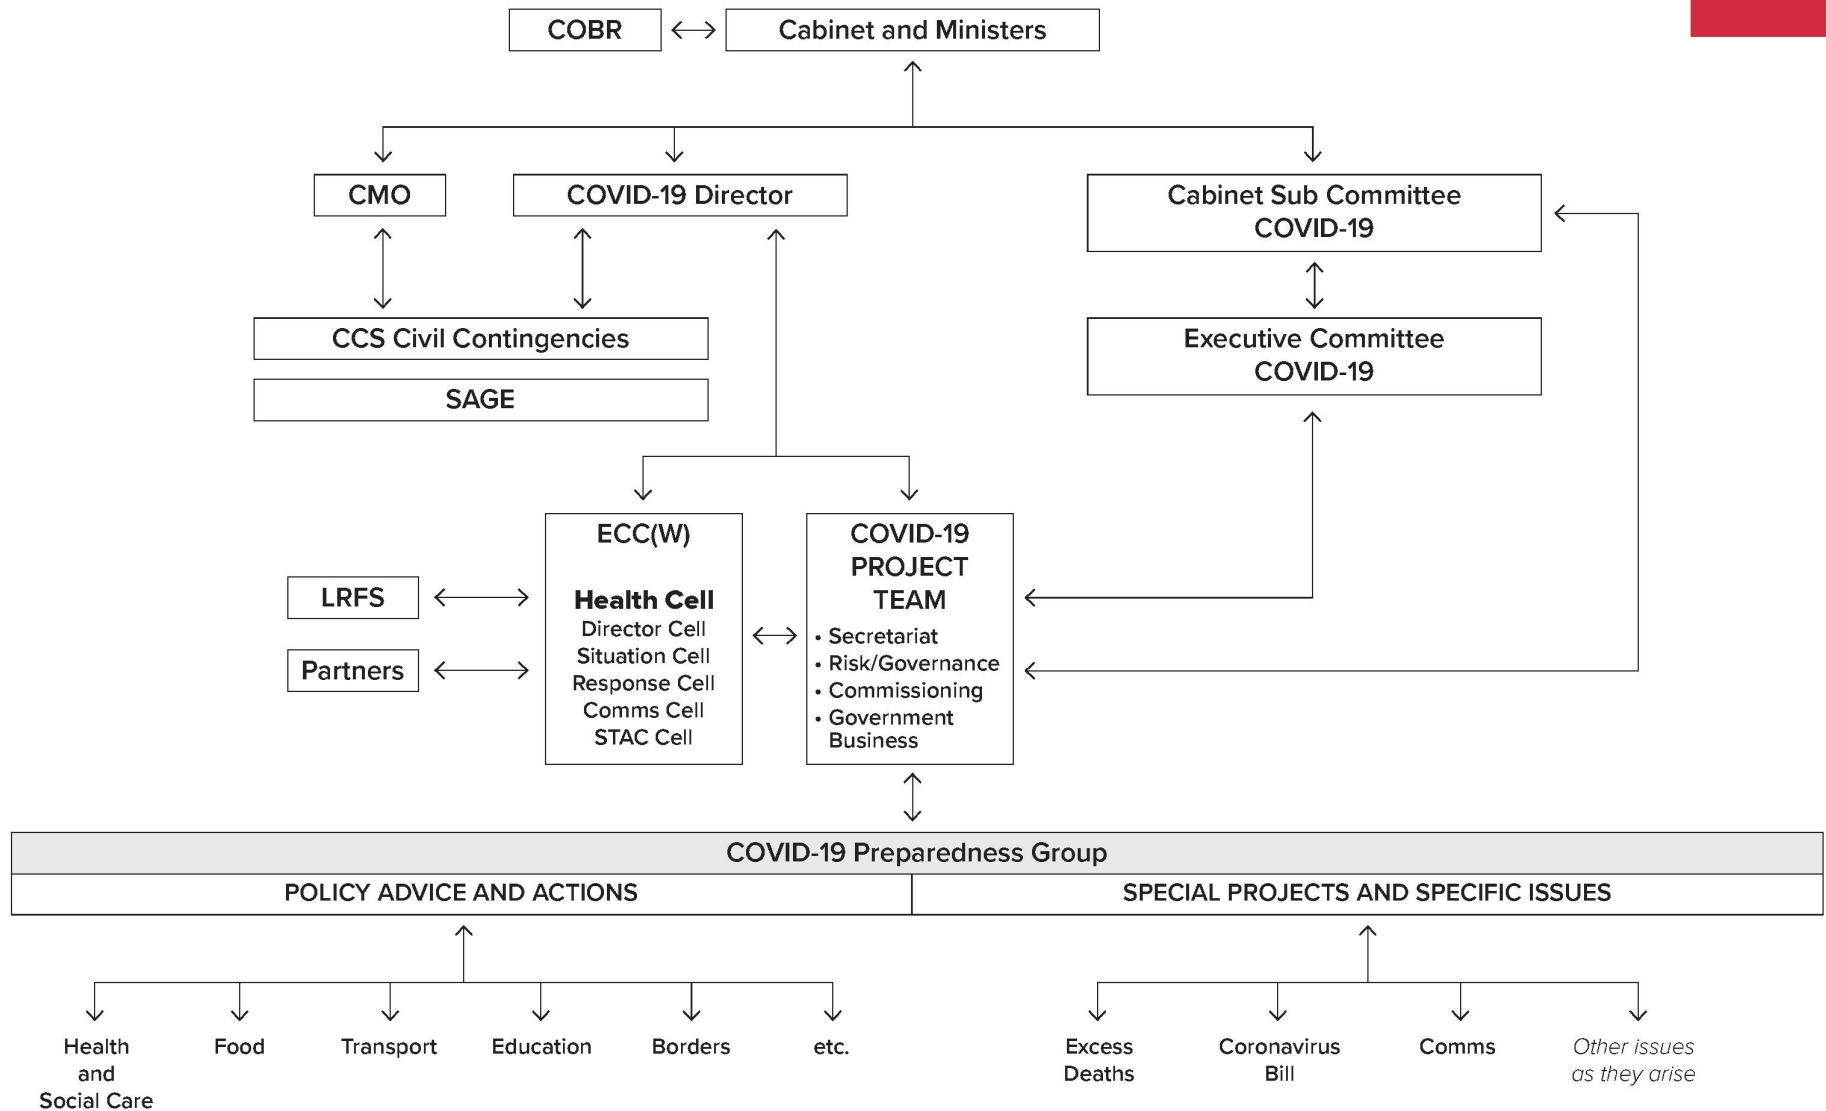 COBR
Cabinet and Ministers
CMO
COVID-19 Director
Cabinet Sub Committee
COVID-19
CCS Civil Contingencies
SAGE
Executive Committee
COVID-19
LRFS
Partners
ECC(W)
Health Cell
Director Cell
Situation Cell
Response Cell
Comms Cell
STAC Cell
COVID-19
PROJECT
TEAM
• Secretariat
• Risk/Governance
• Commissioning
• Government
Business
COVID-19 Preparedness Group
POLICY ADVICE AND ACTIONS
SPECIAL PROJECTS AND SPECIFIC ISSUES
Health
and
Social Care
Food
Transport
Education
Borders
etc.
Excess
Deaths
Coronavirus
Bill
Comms
Other issues
as they arise